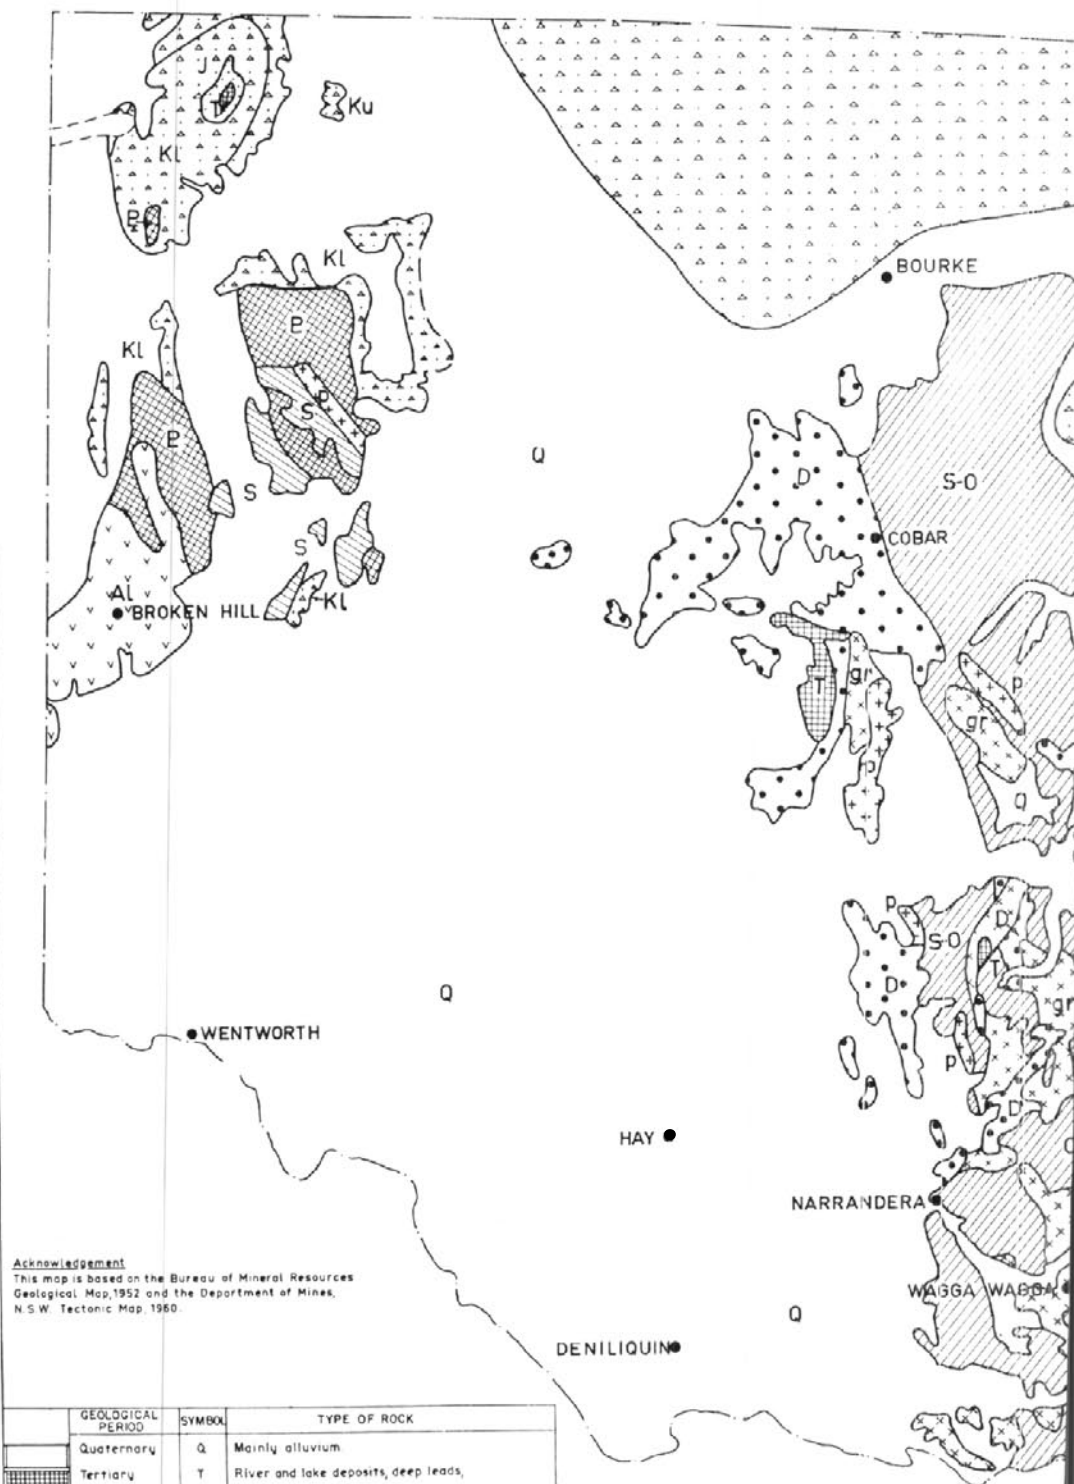 J
T
Ku
Kl
P
BOURKE
Kl
P
Kl
P
S
P
Q
D
S-O
S
COBAR
S
Al
BROKEN HILL
Kl
T
gr
p
gr
p
Q
p
D
S-O
T
D
Q
gr
WENTWORTH
p
D
HAY
NARRANDERA
Acknowledgement
This map is based on the Bureau of Mineral Resources
Geological Map, 1952 and the Department of Mines,
N.S.W. Tectonic Map, 1960.
WAGGA WAGGA
Q
DENILIQUIN
GEOLOGICAL PERIOD SYMBOL TYPE OF ROCK
Quaternary Q Mainly alluvium.
Tertiary T River and lake deposits, deep leads,